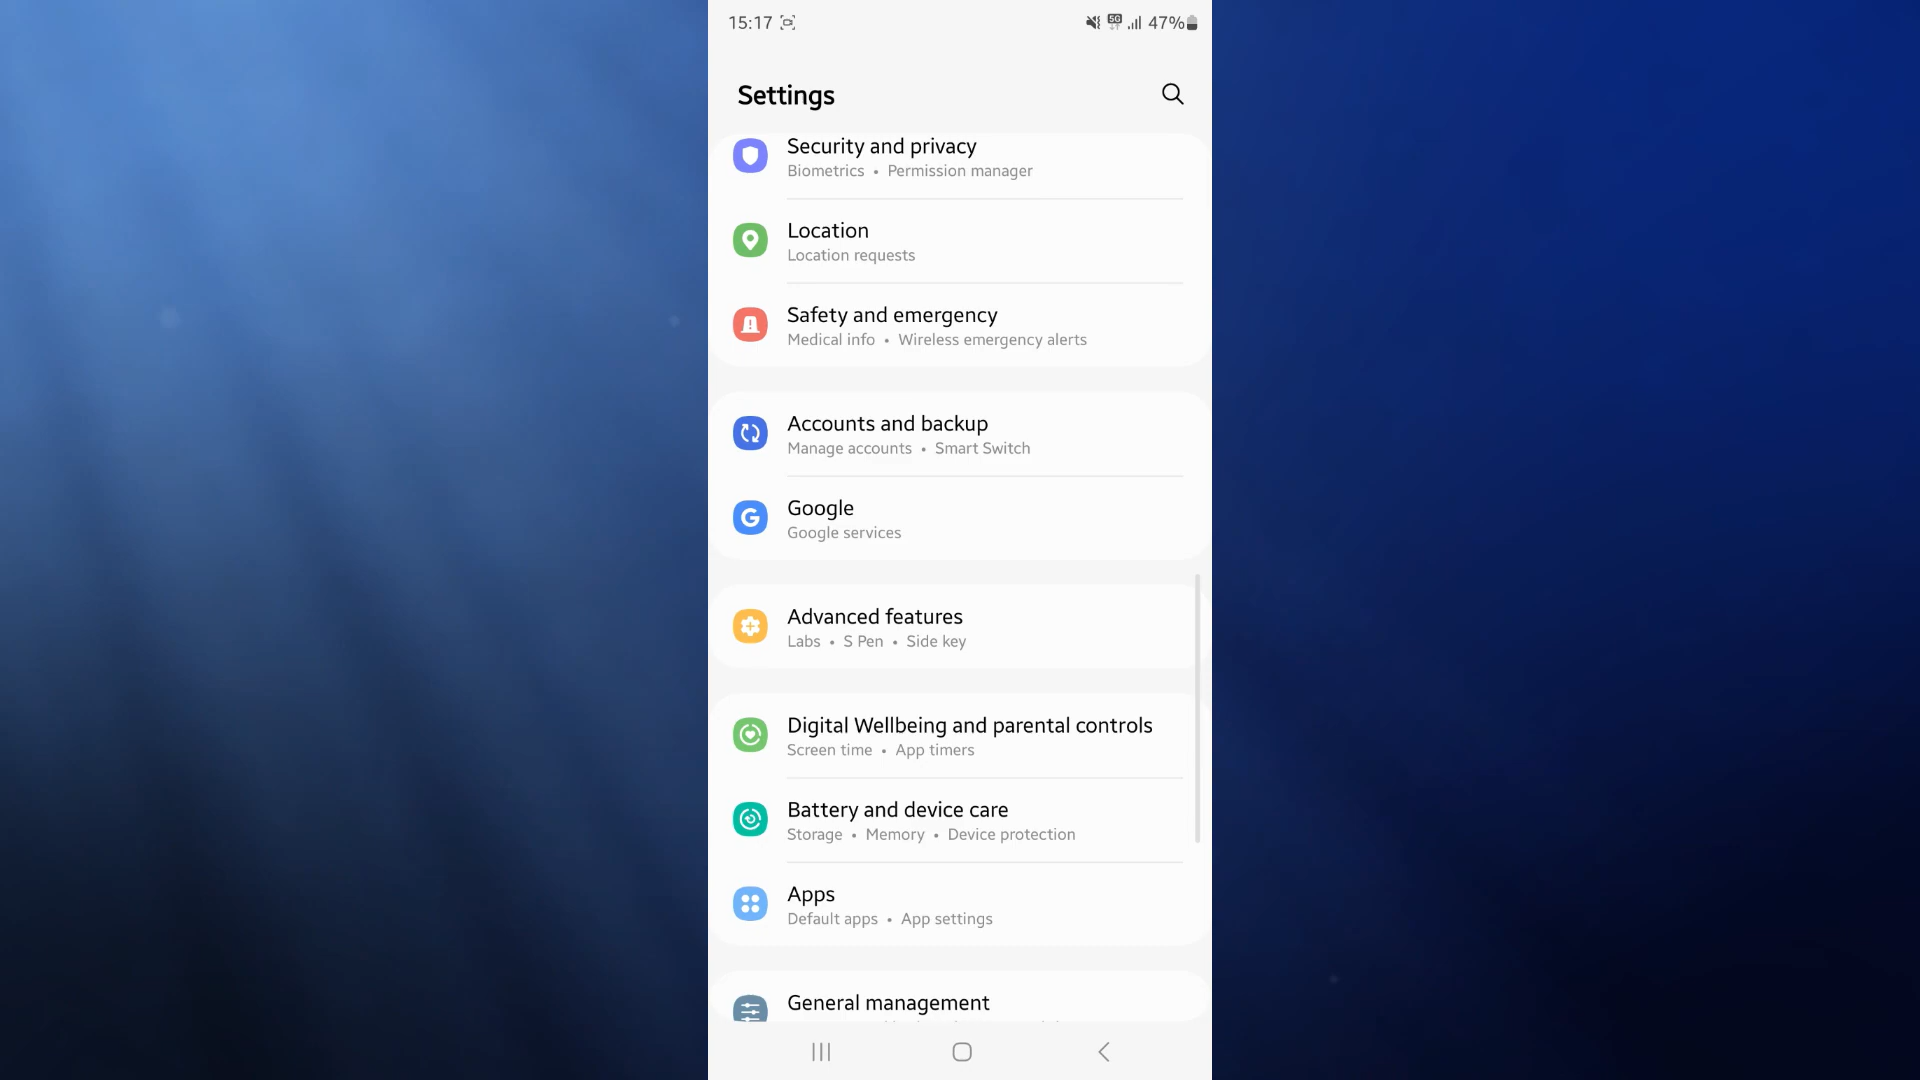 15:17
5G
47%
Settings
Security and privacy
Biometrics • Permission manager
Location
Location requests
Safety and emergency
Medical info • Wireless emergency alerts
Accounts and backup
Manage accounts • Smart Switch
Google
Google services
Advanced features
Labs • S Pen • Side key
Digital Wellbeing and parental controls
Screen time • App timers
Battery and device care
Storage • Memory • Device protection
Apps
Default apps • App settings
General management